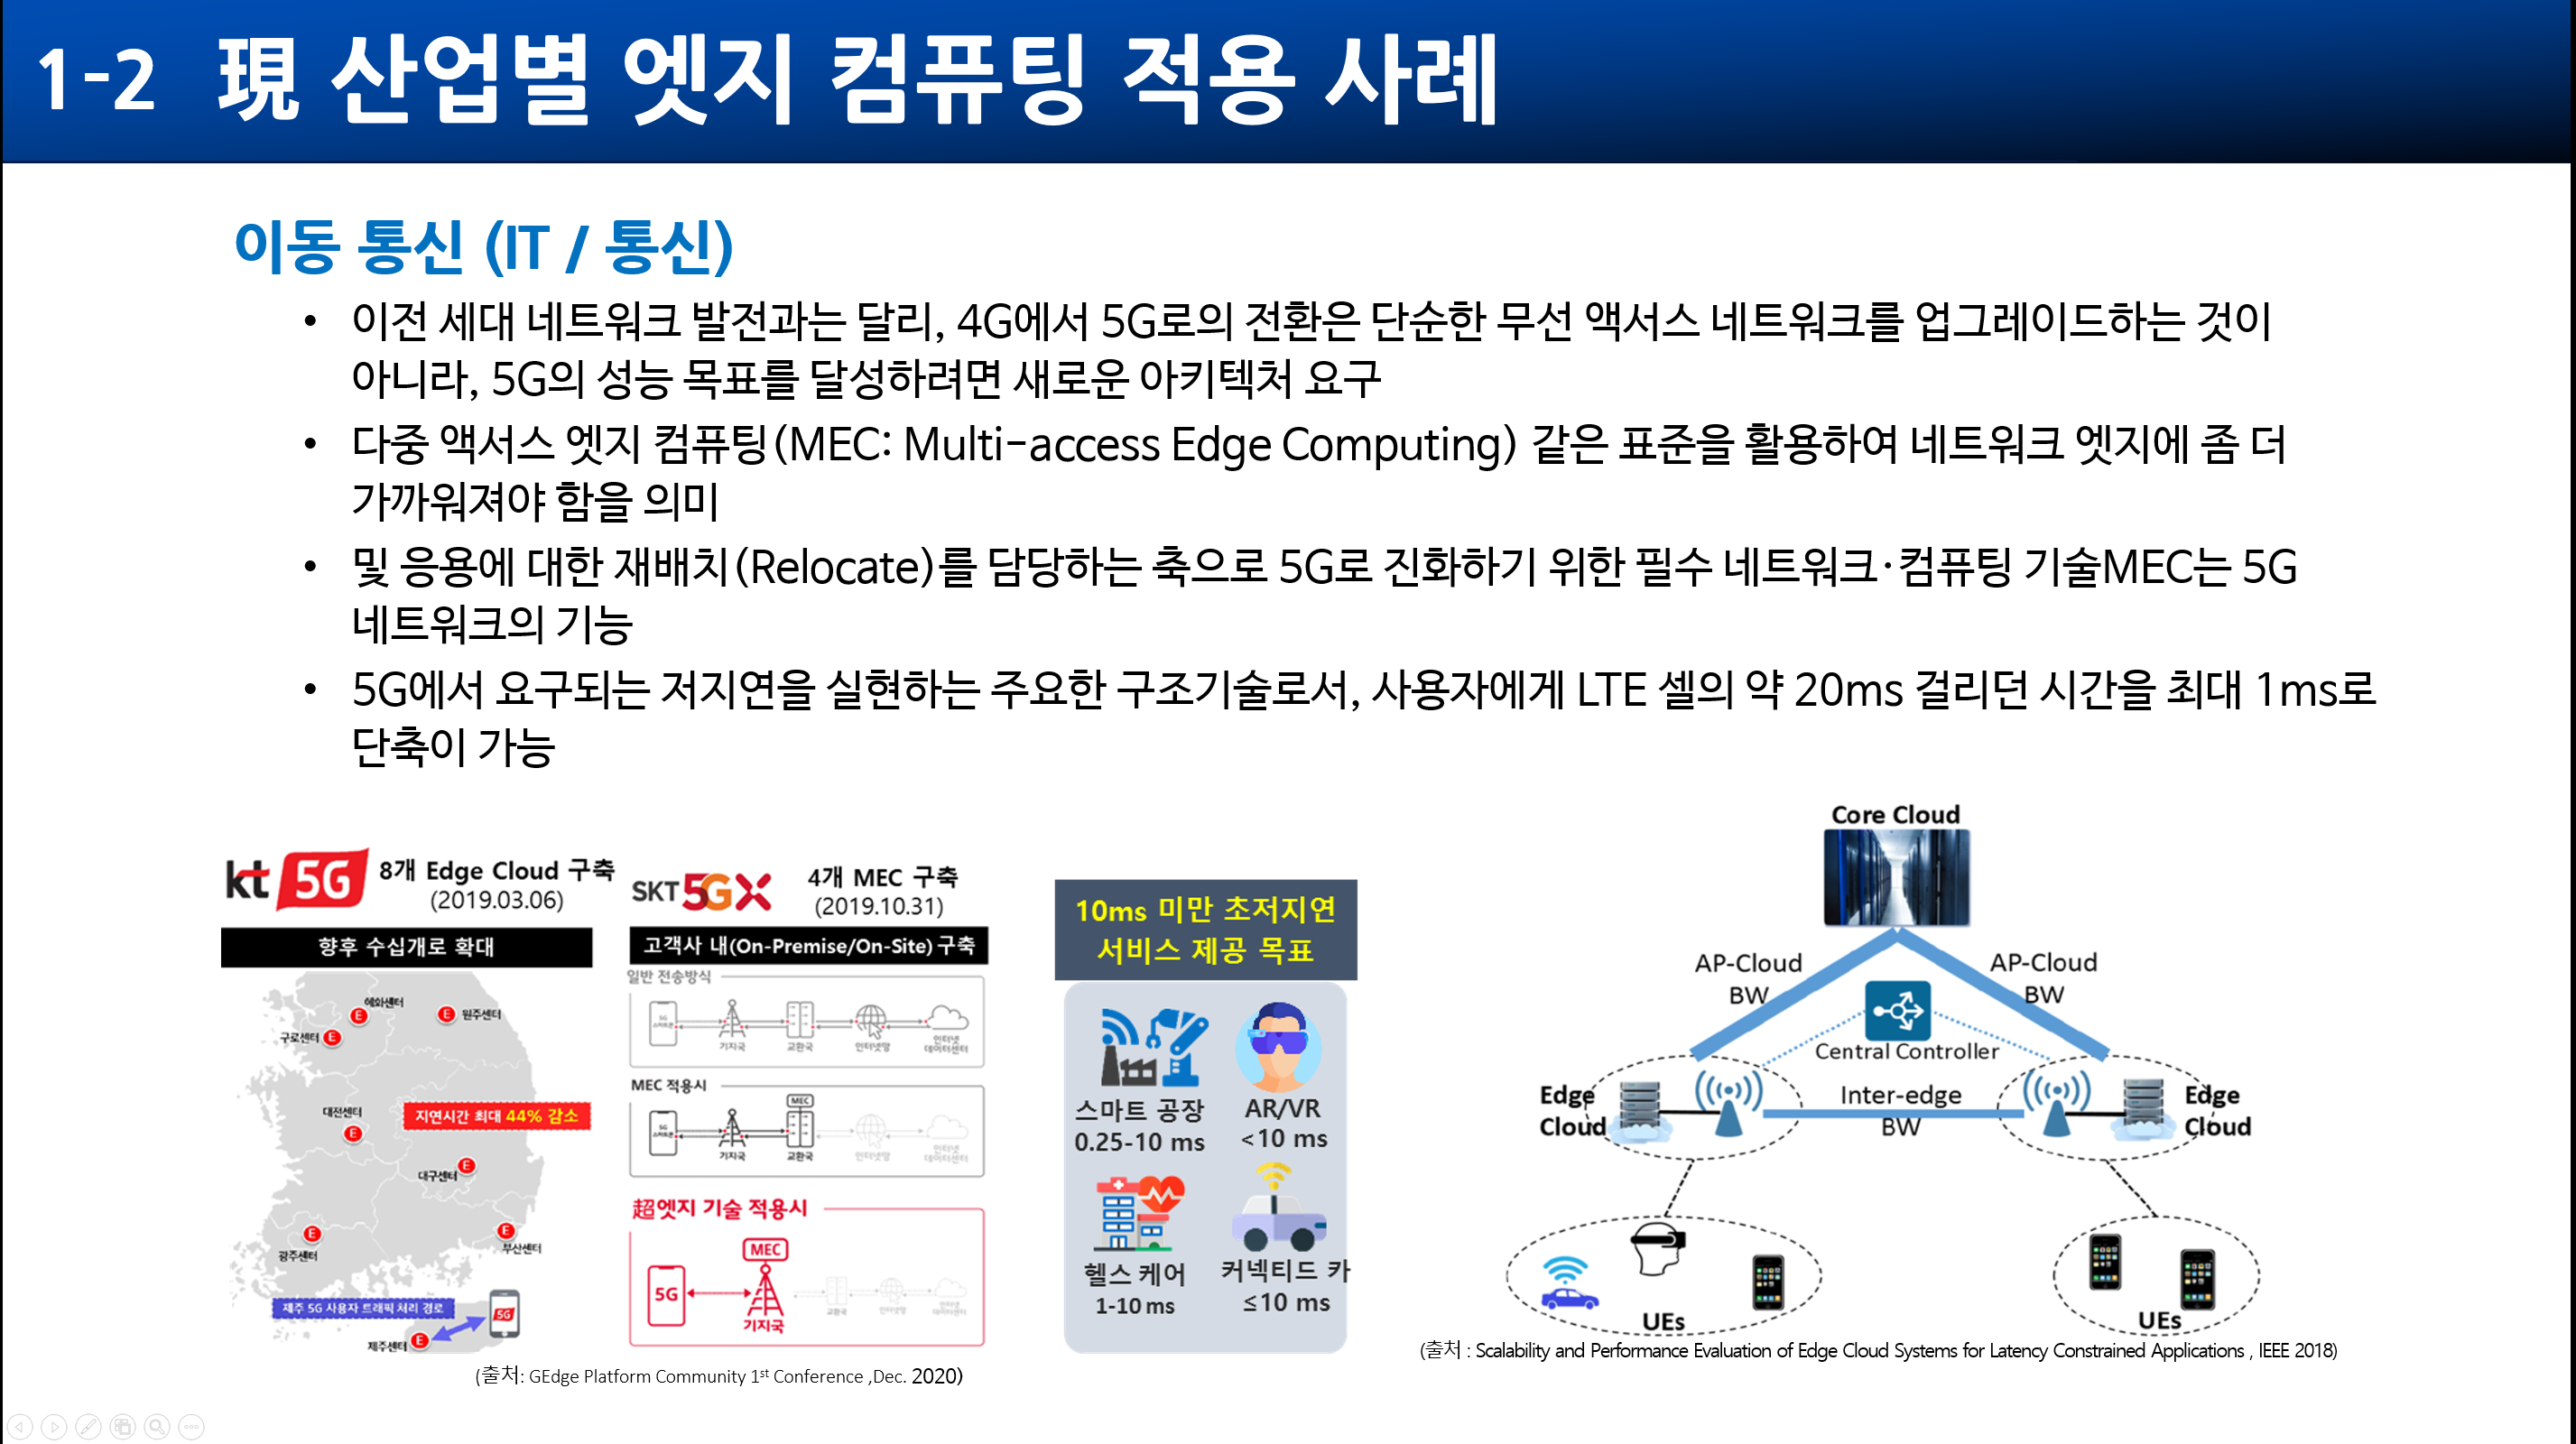 1-2 現 산업별 엣지 컴퓨팅 적용 사례
이동 통신 (IT / 통신)
• 이전 세대 네트워크 발전과는 달리, 4G에서 5G로의 전환은 단순한 무선 액서스 네트워크를 업그레이드하는 것이
아니라, 5G의 성능 목표를 달성하려면 새로운 아키텍처 요구
• 다중 액서스 엣지 컴퓨팅(MEC: Multi-access Edge Computing) 같은 표준을 활용하여 네트워크 엣지에 좀 더
가까워져야 함을 의미
• 및 응용에 대한 재배치(Relocate)를 담당하는 축으로 5G로 진화하기 위한 필수 네트워크·컴퓨팅 기술MEC는 5G
네트워크의 기능
• 5G에서 요구되는 저지연을 실현하는 주요한 구조기술로서, 사용자에게 LTE 셀의 약 20ms 걸리던 시간을 최대 1ms로
단축이 가능
kt 5G 8개 Edge Cloud 구축
(2019.03.06)
향후 수십개로 확대
혜화센터
원주센터
구로센터
대전센터
지연시간 최대 44% 감소
대구센터
광주센터
부산센터
제주 5G 사용자 트래픽 처리 경로
5G
제주센터
SKT 5GX 4개 MEC 구축
(2019.10.31)
고객사 내(On-Premise/On-Site) 구축
일반 전송방식
5G 스마트폰
기지국 교환국 인터넷망 인터넷 데이터센터
MEC 적용시
MEC
5G 스마트폰
기지국 교환국 인터넷망 인터넷 데이터센터
超엣지 기술 적용시
MEC
5G
기지국 교환국 인터넷망 인터넷 데이터센터
(출처: GEdge Platform Community 1st Conference ,Dec. 2020)
10ms 미만 초저지연
서비스 제공 목표
스마트 공장
0.25-10 ms
AR/VR
<10 ms
헬스 케어
1-10 ms
커넥티드 카
≤10 ms
Core Cloud
AP-Cloud
BW
AP-Cloud
BW
Central Controller
Edge
Cloud
Inter-edge
BW
Edge
Cloud
UEs
UEs
(출처 : Scalability and Performance Evaluation of Edge Cloud Systems for Latency Constrained Applications , IEEE 2018)